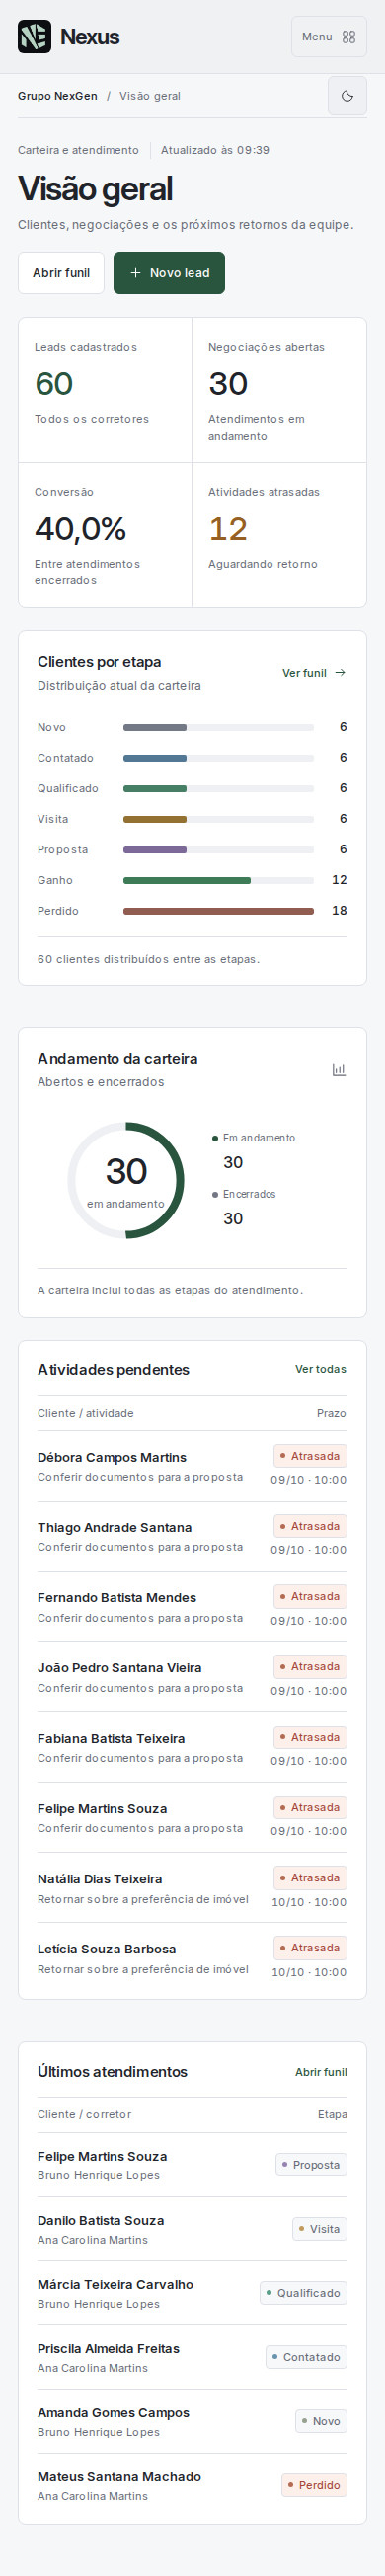 Nexus
Menu
Grupo NexGen / Visão geral
Carteira e atendimento Atualizado às 09:39
Visão geral
Clientes, negociações e os próximos retornos da equipe.
Abrir funil + Novo lead
Leads cadastrados
60
Todos os corretores
Negociações abertas
30
Atendimentos em
andamento
Conversão
40,0%
Entre atendimentos
encerrados
Atividades atrasadas
12
Aguardando retorno
Clientes por etapa
Distribuição atual da carteira
Ver funil →
Novo 6
Contatado 6
Qualificado 6
Visita 6
Proposta 6
Ganho 12
Perdido 18
60 clientes distribuídos entre as etapas.
Andamento da carteira
Abertos e encerrados
30
em andamento
Em andamento
30
Encerrados
30
A carteira inclui todas as etapas do atendimento.
Atividades pendentes Ver todas
Cliente / atividade Prazo
Débora Campos Martins Atrasada
Conferir documentos para a proposta 09/10 · 10:00
Thiago Andrade Santana Atrasada
Conferir documentos para a proposta 09/10 · 10:00
Fernando Batista Mendes Atrasada
Conferir documentos para a proposta 09/10 · 10:00
João Pedro Santana Vieira Atrasada
Conferir documentos para a proposta 09/10 · 10:00
Fabiana Batista Teixeira Atrasada
Conferir documentos para a proposta 09/10 · 10:00
Felipe Martins Souza Atrasada
Conferir documentos para a proposta 09/10 · 10:00
Natália Dias Teixeira Atrasada
Retornar sobre a preferência de imóvel 10/10 · 10:00
Letícia Souza Barbosa Atrasada
Retornar sobre a preferência de imóvel 10/10 · 10:00
Últimos atendimentos Abrir funil
Cliente / corretor Etapa
Felipe Martins Souza Proposta
Bruno Henrique Lopes
Danilo Batista Souza Visita
Ana Carolina Martins
Márcia Teixeira Carvalho Qualificado
Bruno Henrique Lopes
Priscila Almeida Freitas Contatado
Ana Carolina Martins
Amanda Gomes Campos Novo
Bruno Henrique Lopes
Mateus Santana Machado Perdido
Ana Carolina Martins